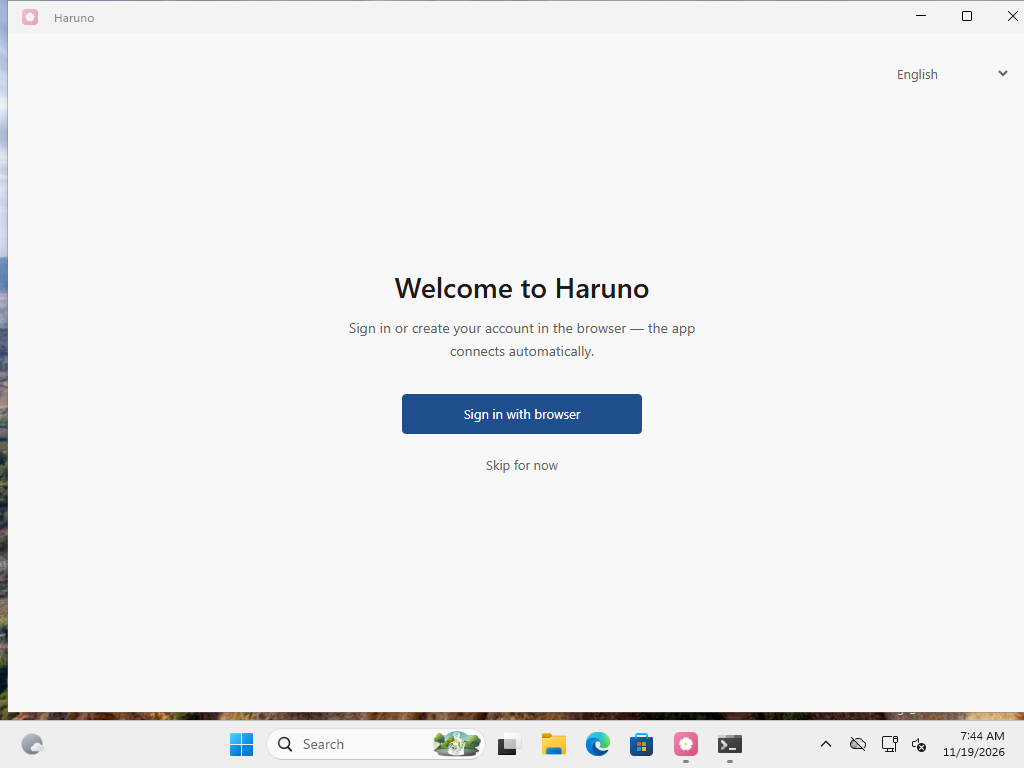 Haruno
English
Welcome to Haruno
Sign in or create your account in the browser — the app
connects automatically.
Sign in with browser
Skip for now
Search
7:44 AM
11/19/2026